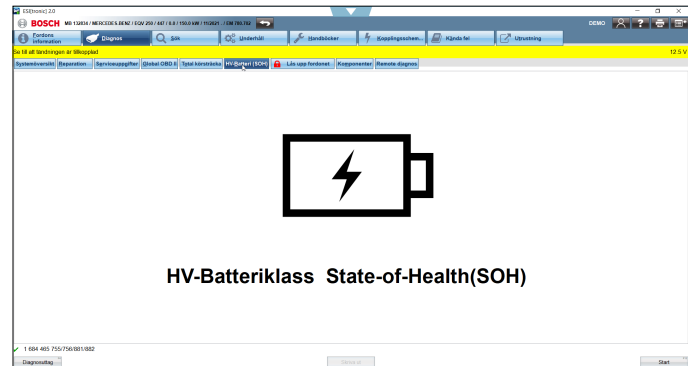 ESI[tronic] 2.0
BOSCH MB 132834 / MERCEDES.BENZ / EQV 250 / 447 / 0.0 / 150.0 kW / 11/2021 .. / EM 780.702
DEMO
Fordons information
Diagnos
Sök
Underhåll
Handböcker
Kopplingsschem...
Kända fel
Utrustning
Se till att tändningen är tillkopplad
12.5 V
Systemöversikt
Reparation
Serviceuppgifter
Global OBD II
Total körsträcka
HV-Batteri (SOH)
Lås upp fordonet
Komponenter
Remote diagnos
HV-Batteriklass State-of-Health(SOH)
1 684 465 755/756/881/882
Diagnosuttag
Start